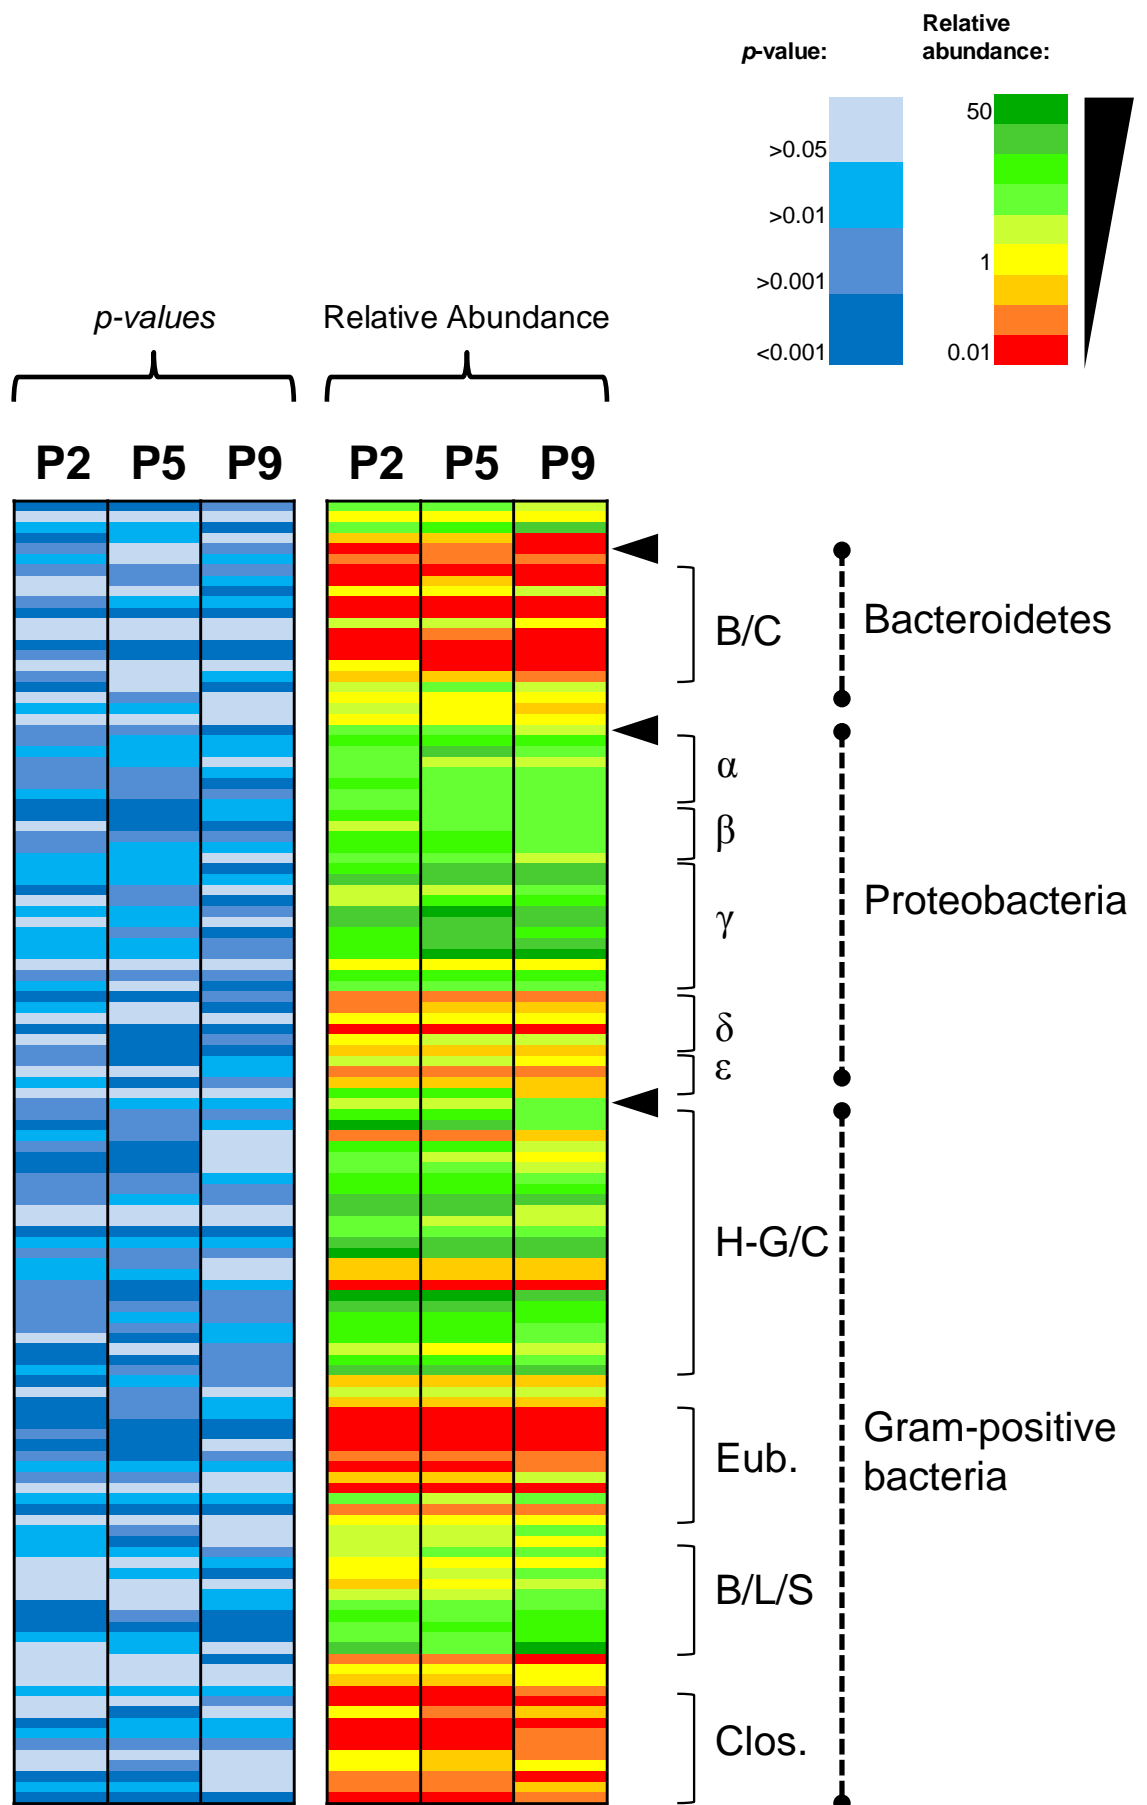 Relative
p-value: abundance:
50
>0.05
>0.01
1
>0.001
<0.001 0.01
p-values Relative Abundance
P2 P5 P9 P2 P5 P9
B/C
Bacteroidetes
α
β
γ
Proteobacteria
δ
ε
H-G/C
Eub.
Gram-positive
bacteria
B/L/S
Clos.